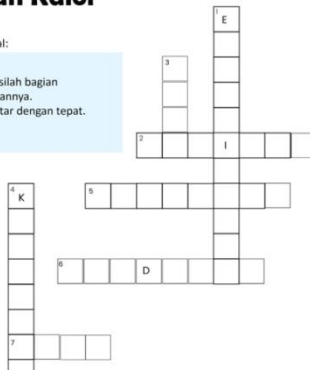 an Kalor
al:
silah bagian
annya.
tar dengan tepat.
1
E
3
2
I
4
K
5
6
D
7